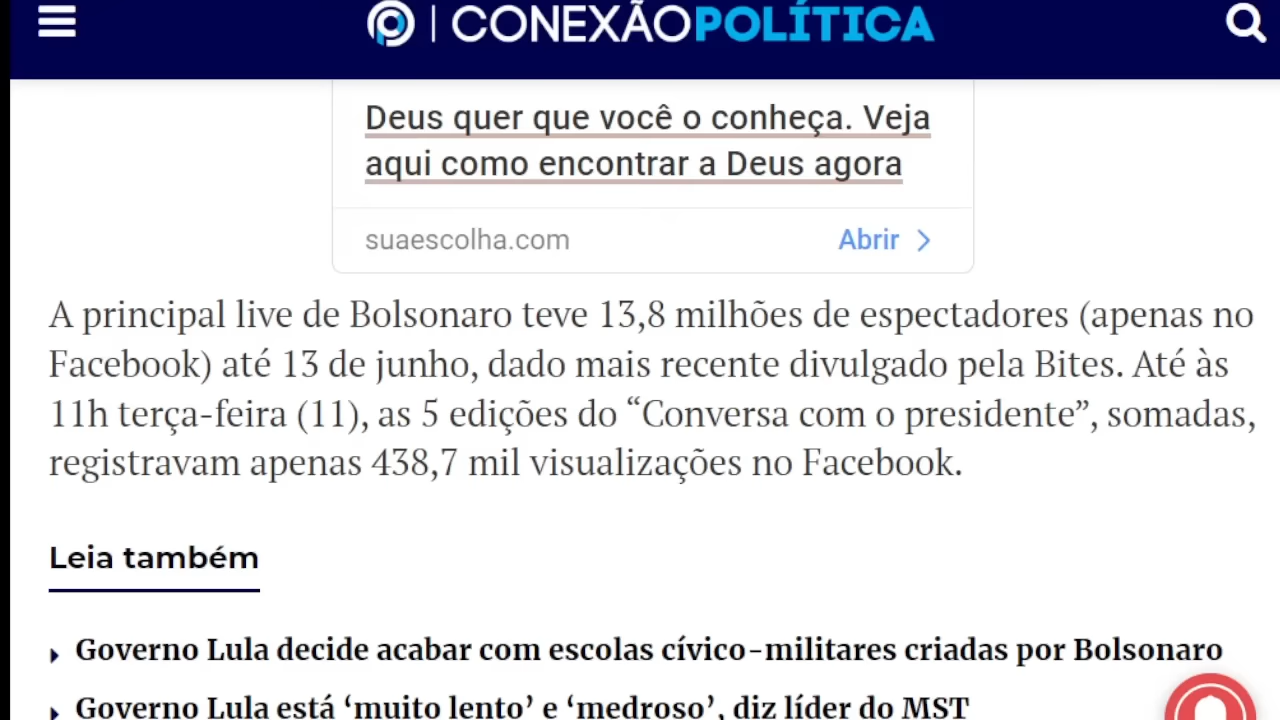 CONEXÃOPOLÍTICA
Deus quer que você o conheça. Veja
aqui como encontrar a Deus agora
suaescolha.com
Abrir
A principal live de Bolsonaro teve 13,8 milhões de espectadores (apenas no
Facebook) até 13 de junho, dado mais recente divulgado pela Bites. Até às
11h terça-feira (11), as 5 edições do “Conversa com o presidente”, somadas,
registravam apenas 438,7 mil visualizações no Facebook.
Leia também
Governo Lula decide acabar com escolas cívico-militares criadas por Bolsonaro
Governo Lula está ‘muito lento’ e ‘medroso’, diz líder do MST